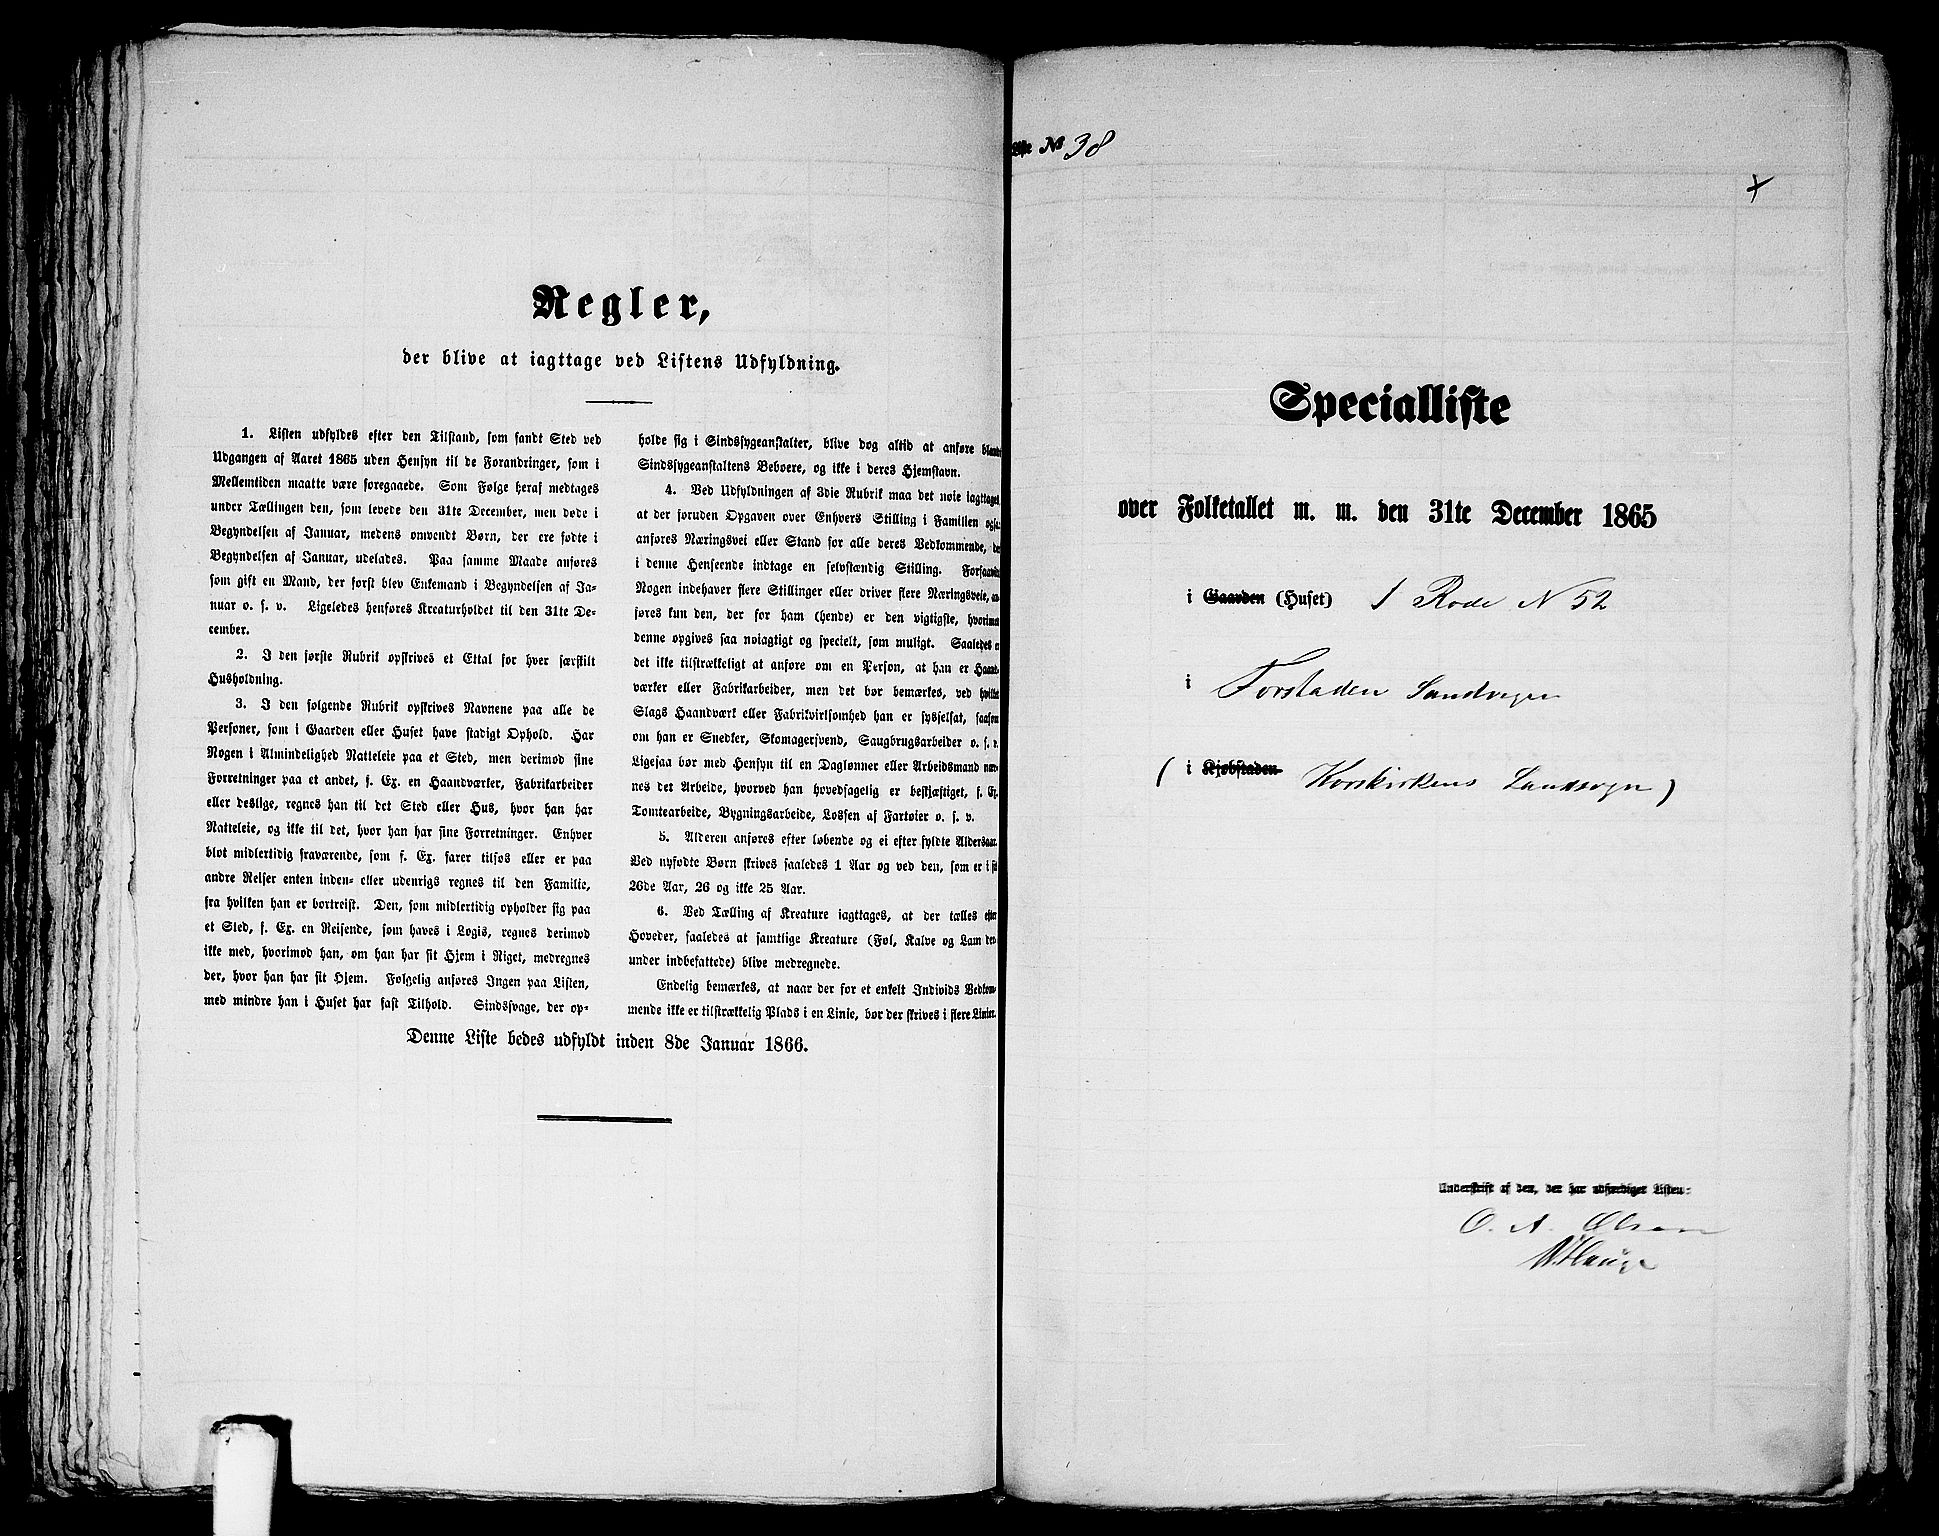 Regler,
der blive at iagttage ved Listens Udfyldning.
1. Listen udfyldes efter den Tilstand, som fandt Sted ved
Udgangen af Aaret 1865 uden Hensyn til de Forandringer, som i
Mellemtiden maatte være foregaaede. Som Følge heraf medtages
under Tællingen den, som levede den 31te December, men døde i
Begyndelsen af Januar, medens omvendt Børn, der ere fødte i
Begyndelsen af Januar, udelades. Paa samme Maade anføres
som gift en Mand, der først blev Enkemand i Begyndelsen af Ja-
nuar o. s. v. Ligeledes henføres Kreaturholdet til den 31te De-
cember.
2. I den første Rubrik opskrives et Ettal for hver særskilt
Husholdning.
3. I den følgende Rubrik opskrives Navnene paa alle de
Personer, som i Gaarden eller Huset have stadigt Ophold. Har
Nogen i Almindelighed Natteleie paa et Sted, men derimod sine
Forretninger paa et andet, f. Ex. en Haandværker, Fabrikarbeider
eller deslige, regnes han til det Sted eller Hus, hvor han har
Natteleie, og ikke til det, hvor han har sine Forretninger. Enhver
blot midlertidig fraværende, som f. Ex. farer tilsøs eller er paa
andre Reiser enten inden- eller udenrigs regnes til den Familie,
fra hvilken han er bortreist. Den, som midlertidig opholder sig paa
et Sted, f. Ex. en Reisende, som haves i Logis, regnes derimod
ikke med, hvorimod han, om han har sit Hjem i Riget, medregnes
der, hvor han har sit Hjem. Følgelig anføres Ingen paa Listen,
med mindre han i Huset har fast Tilhold. Sindssvage, der op-
holde sig i Sindssygeanstalter, blive dog altid at anføre blandt
Sindssygeanstaltens Beboere, og ikke i deres Hjemstavn.
4. Ved Udfyldningen af 3die Rubrik maa det nøie iagttages,
at der foruden Opgaven over Enhvers Stilling i Familien ogsaa
anføres Næringsvei eller Stand for alle deres Vedkommende, der
i denne Henseende indtage en selvstændig Stilling. Forsaavidt
Nogen indehaver flere Stillinger eller driver flere Næringsveie, an-
føres kun den, der for ham (hende) er den vigtigste, hvorimod
denne opgives saa nøiagtigt og specielt, som muligt. Saaledes er
det ikke tilstrækkeligt at anføre om en Person, at han er Haand-
værker eller Fabrikarbeider, men det bør bemærkes, ved hvilket
Slags Haandværk eller Fabrikvirksomhed han er sysselsat, saasom
om han er Snedker, Skomagersvend, Saugbrugsarbeider o. s. v.
Ligesaa bør med Hensyn til en Dagløner eller Arbeidsmand næv-
nes det Arbeide, hvorved han hovedsagelig er beskjæftiget, f. Ex.
Tomtearbeide, Bygningsarbeide, Lossen af Fartøier o. s. v.
5. Alderen anføres efter løbende og ei efter fyldte Aldersaar.
Ved nyfødte Børn skrives saaledes 1 Aar og ved den, som er i sit
26de Aar, 26 og ikke 25 Aar.
6. Ved Tælling af Kreature iagttages, at der tælles efter
Hoveder, saaledes at samtlige Kreature (Føl, Kalve og Lam der-
under indbefattede) blive medregnede.
Endelig bemærkes, at naar der for et enkelt Individs Vedkom-
mende ikke er tilstrækkelig Plads i en Linie, bør der skrives i flere Linier.
Denne Liste bedes udfyldt inden 8de Januar 1866.
Liste № 38
Specialliste
over Folketallet m. m. den 31te December 1865
i Gaarden (Huset) 1 Rode N 52
i Forstaden Sandvigen
( i Kjøbstaden Korskirkens Landsogn )
Underskrift af den, der har udfærdiget Listen:
O. A. Olsen
Hauge